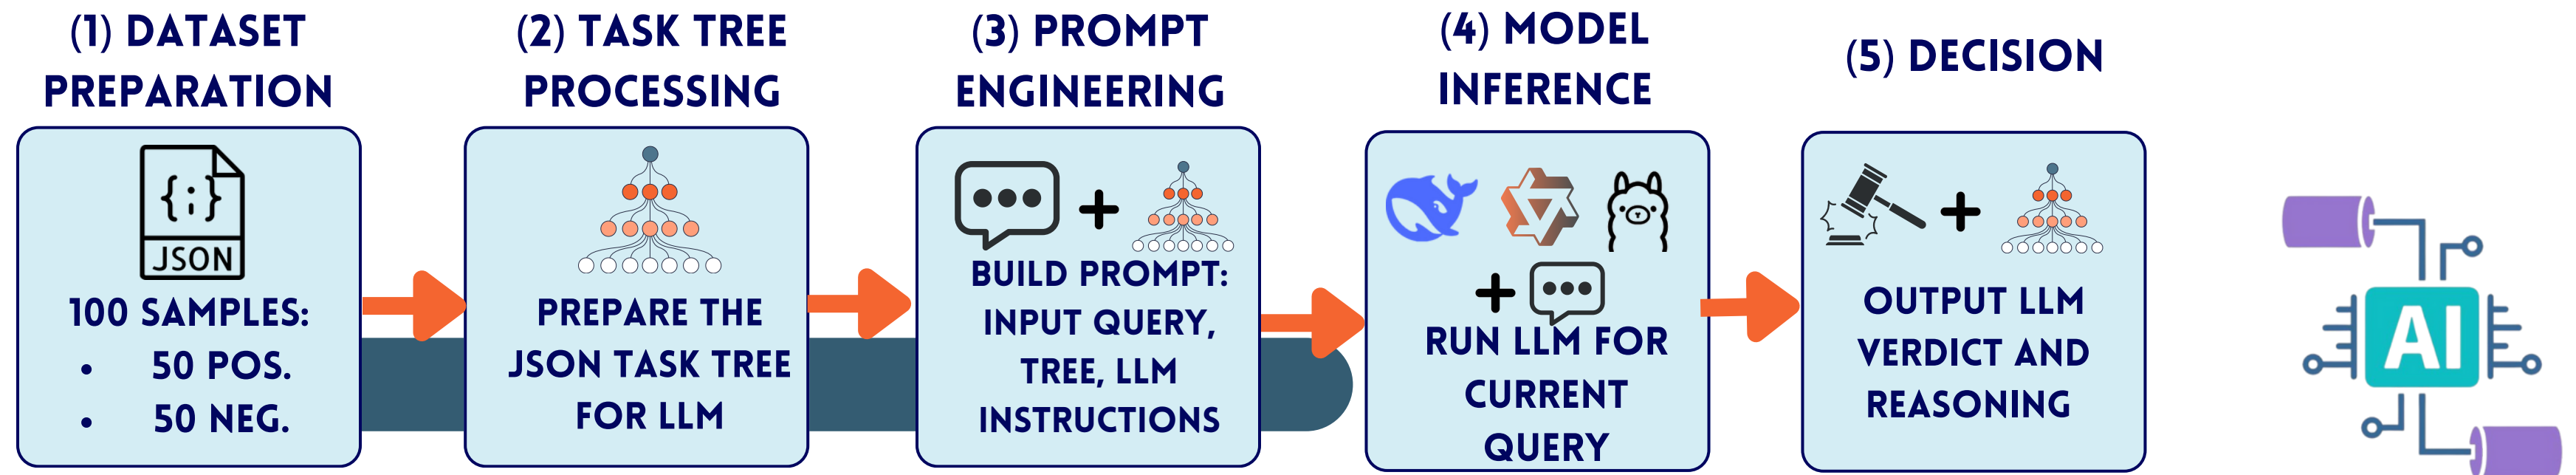 (1) DATASET
PREPARATION
{;}
JSON
100 SAMPLES:
• 50 POS.
• 50 NEG.
(2) TASK TREE
PROCESSING
PREPARE THE
JSON TASK TREE
FOR LLM
(3) PROMPT
ENGINEERING
+
BUILD PROMPT:
INPUT QUERY,
TREE, LLM
INSTRUCTIONS
(4) MODEL
INFERENCE
+
RUN LLM FOR
CURRENT
QUERY
(5) DECISION
+
OUTPUT LLM
VERDICT AND
REASONING
AI